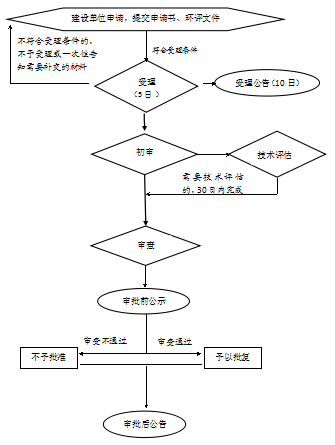 建设单位申请，提交申请书、环评文件
不符合受理条件的，
不予受理或一次性告
知需要补交的材料
符合受理条件
受理
（5日）
受理公告（10日）
初审
技术评估
需要技术评估
的，30日内完成
审查
审批前公示
审受不通过
审受通过
不予批准
予以批复
审批后公告